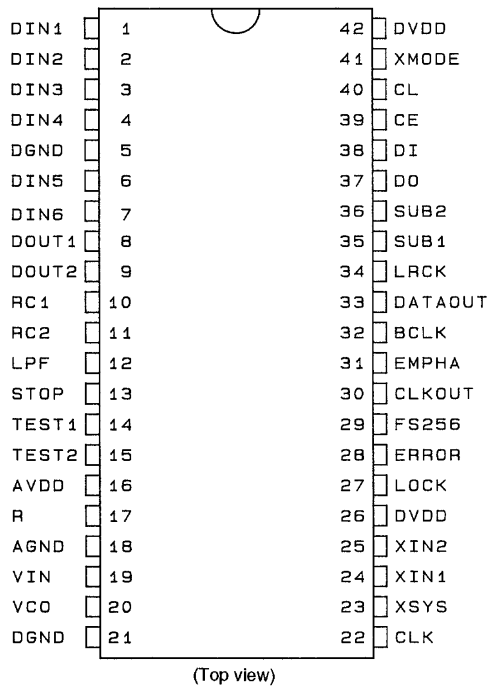 DIN1 1 42 DVDD
DIN2 2 41 XMODE
DIN3 3 40 CL
DIN4 4 39 CE
DGND 5 38 DI
DIN5 6 37 DO
DIN6 7 36 SUB2
DOUT1 8 35 SUB1
DOUT2 9 34 LRCK
RC1 10 33 DATAOUT
RC2 11 32 BCLK
LPF 12 31 EMPHA
STOP 13 30 CLKOUT
TEST1 14 29 FS256
TEST2 15 28 ERROR
AVDD 16 27 LOCK
R 17 26 DVDD
AGND 18 25 XIN2
VIN 19 24 XIN1
VCO 20 23 XSYS
DGND 21 22 CLK
(Top view)